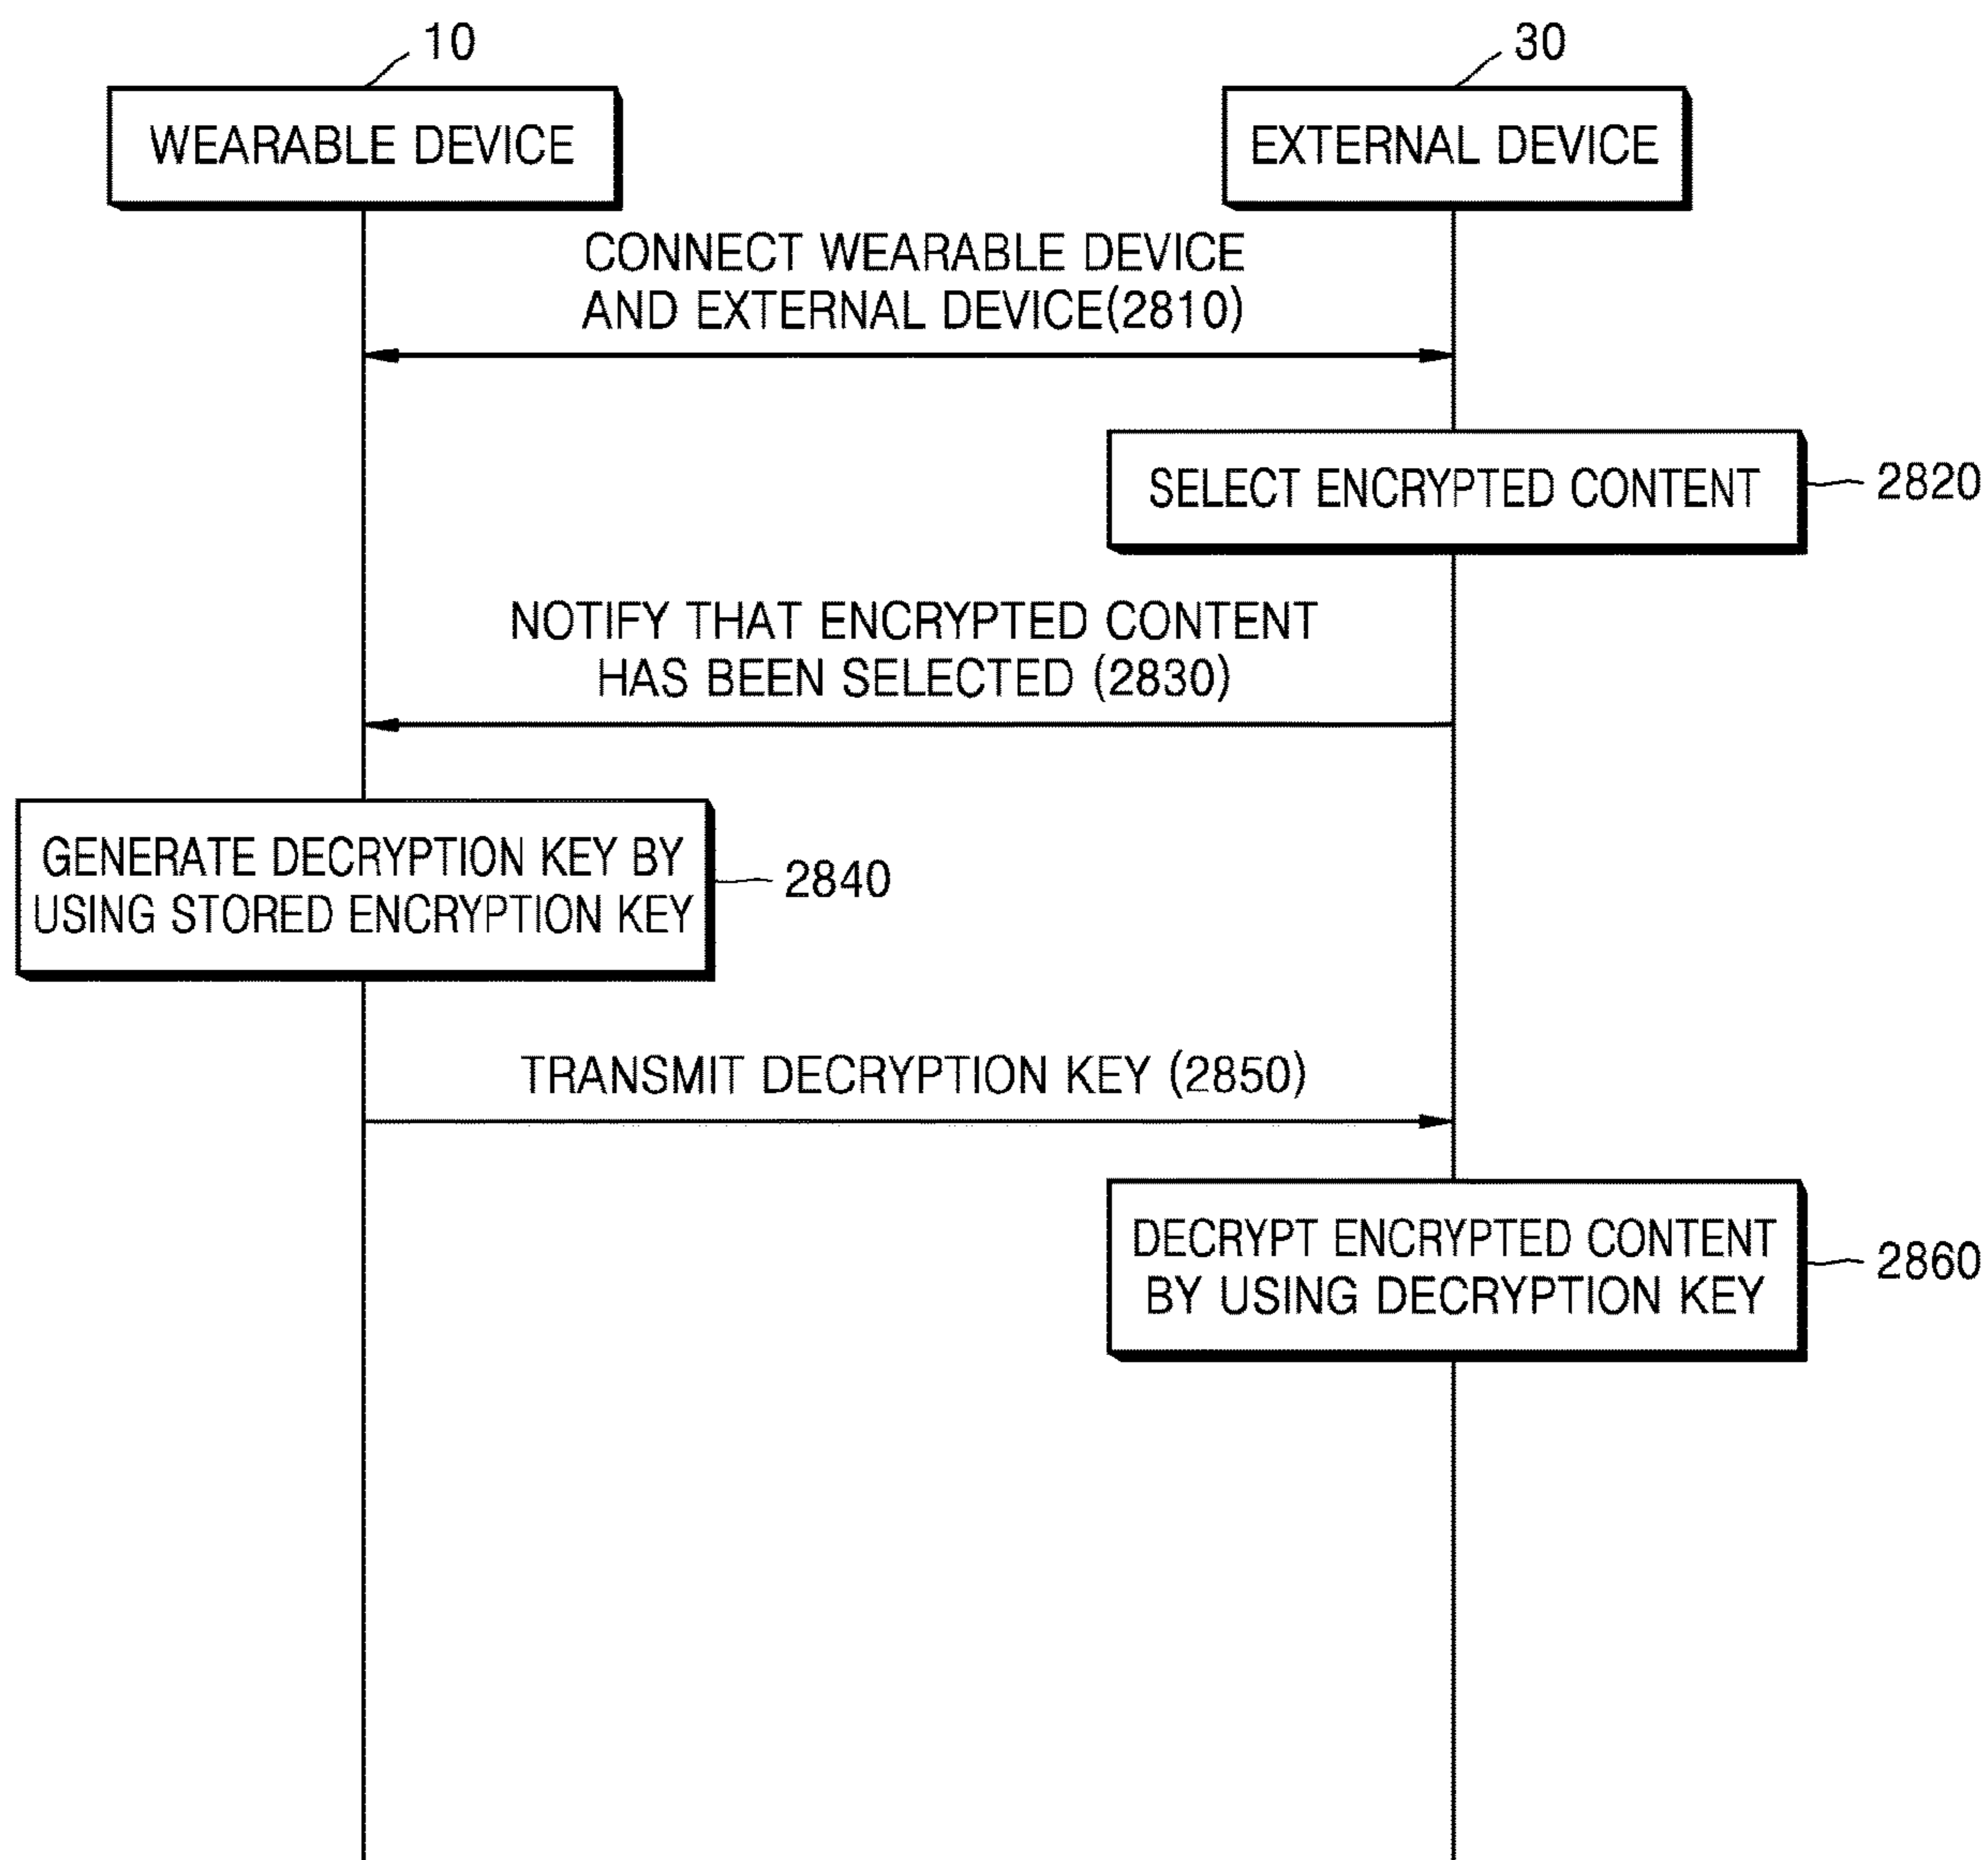 10
30
WEARABLE DEVICE
EXTERNAL DEVICE
CONNECT WEARABLE DEVICE
AND EXTERNAL DEVICE(2810)
SELECT ENCRYPTED CONTENT
2820
NOTIFY THAT ENCRYPTED CONTENT
HAS BEEN SELECTED (2830)
GENERATE DECRYPTION KEY BY
USING STORED ENCRYPTION KEY
2840
TRANSMIT DECRYPTION KEY (2850)
DECRYPT ENCRYPTED CONTENT
BY USING DECRYPTION KEY
2860